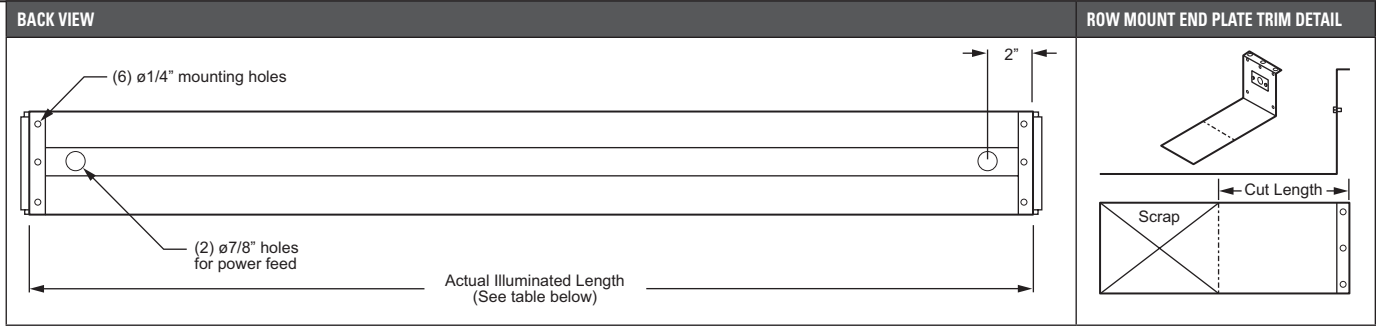 BACK VIEW
ROW MOUNT END PLATE TRIM DETAIL
(6) ø1/4” mounting holes
2”
(2) ø7/8” holes
for power feed
Actual Illuminated Length
(See table below)
Cut Length
Scrap